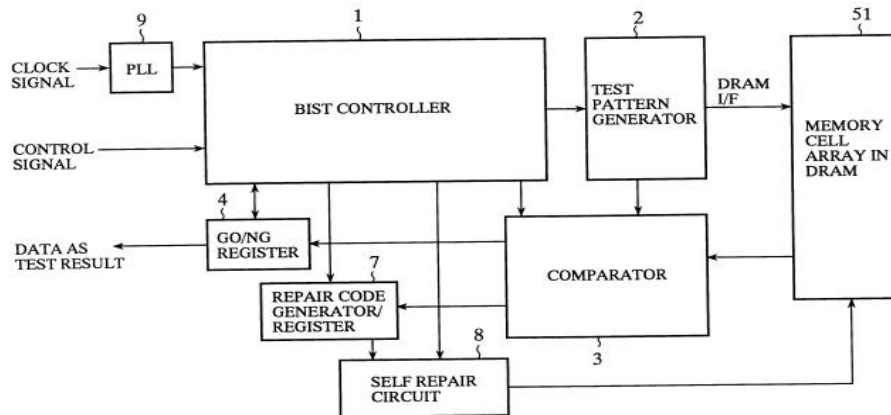 9
1
2
51
CLOCK
SIGNAL
PLL
BIST CONTROLLER
TEST
PATTERN
GENERATOR
DRAM
I/F
MEMORY
CELL
ARRAY IN
DRAM
CONTROL
SIGNAL
4
GO/NG
REGISTER
DATA AS
TEST RESULT
7
COMPARATOR
REPAIR CODE
GENERATOR/
REGISTER
8
3
SELF REPAIR
CIRCUIT